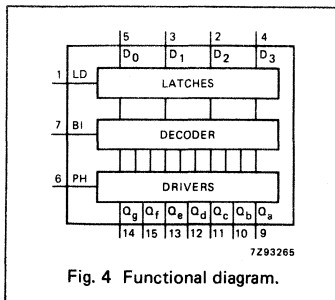 5 3 2 4
D0 D1 D2 D3
1 LD
LATCHES
7 BI
DECODER
6 PH
DRIVERS
Qg Qf Qe Qd Qc Qb Qa
14 15 13 12 11 10 9
7Z93265
Fig. 4 Functional diagram.